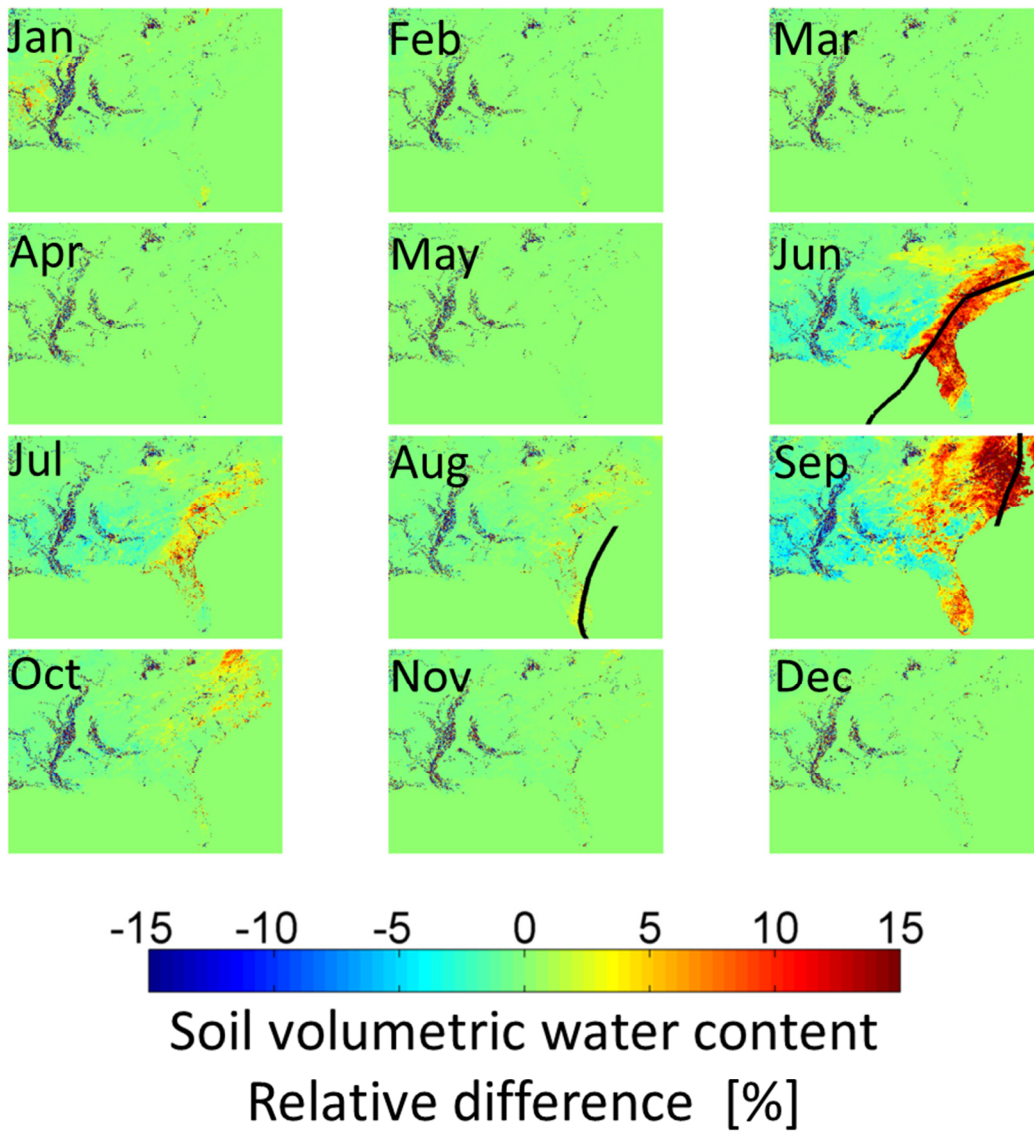 Jan Feb Mar
Apr May Jun
Jul Aug Sep
Oct Nov Dec
-15 -10 -5 0 5 10 15
Soil volumetric water content
Relative difference [%]